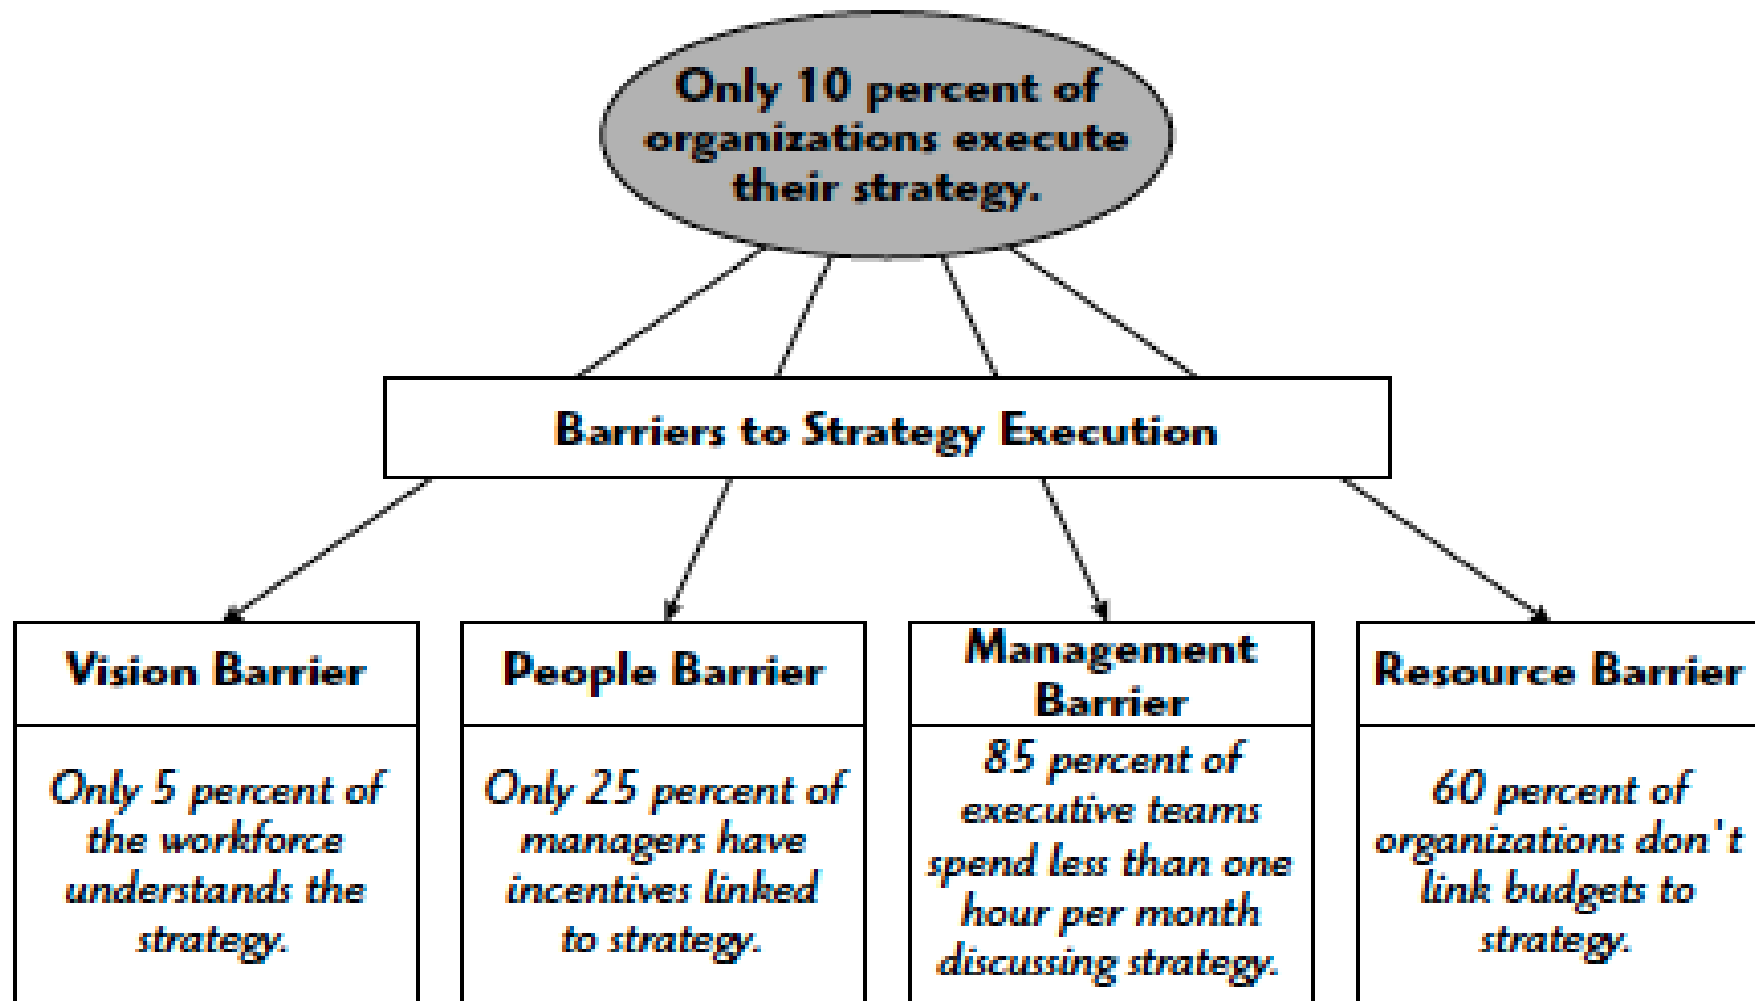 Only 10 percent of
organizations execute
their strategy.
Barriers to Strategy Execution
Vision Barrier
Only 5 percent of
the workforce
understands the
strategy.
People Barrier
Only 25 percent of
managers have
incentives linked
to strategy.
Management
Barrier
85 percent of
executive teams
spend less than one
hour per month
discussing strategy.
Resource Barrier
60 percent of
organizations don't
link budgets to
strategy.